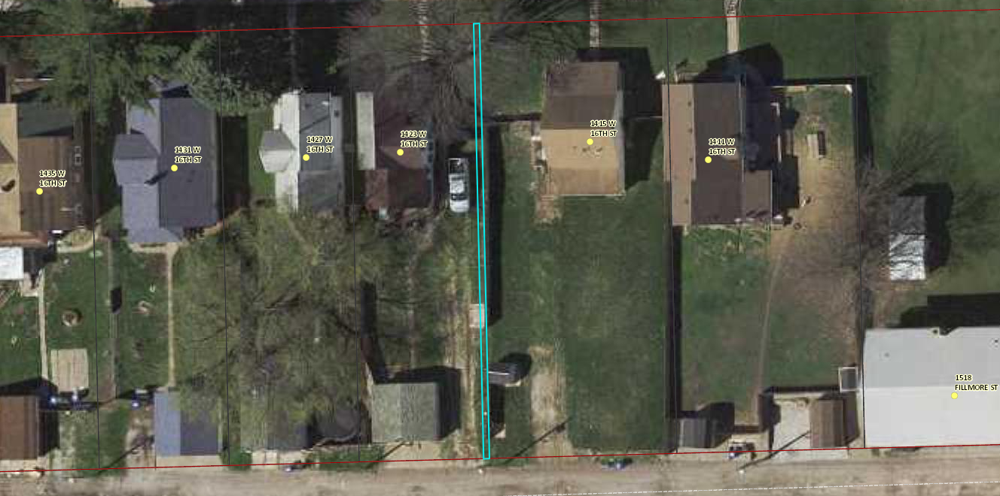 1435 W
16TH ST
1431 W
16TH ST
1427 W
16TH ST
1423 W
16TH ST
1415 W
16TH ST
1411 W
16TH ST
1518
FILLMORE ST